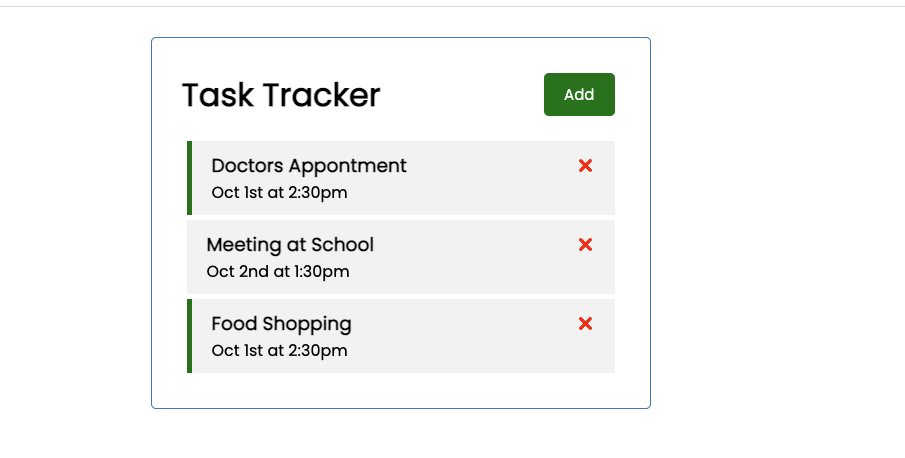 Task Tracker
Add
Doctors Appontment
Oct 1st at 2:30pm
Meeting at School
Oct 2nd at 1:30pm
Food Shopping
Oct 1st at 2:30pm